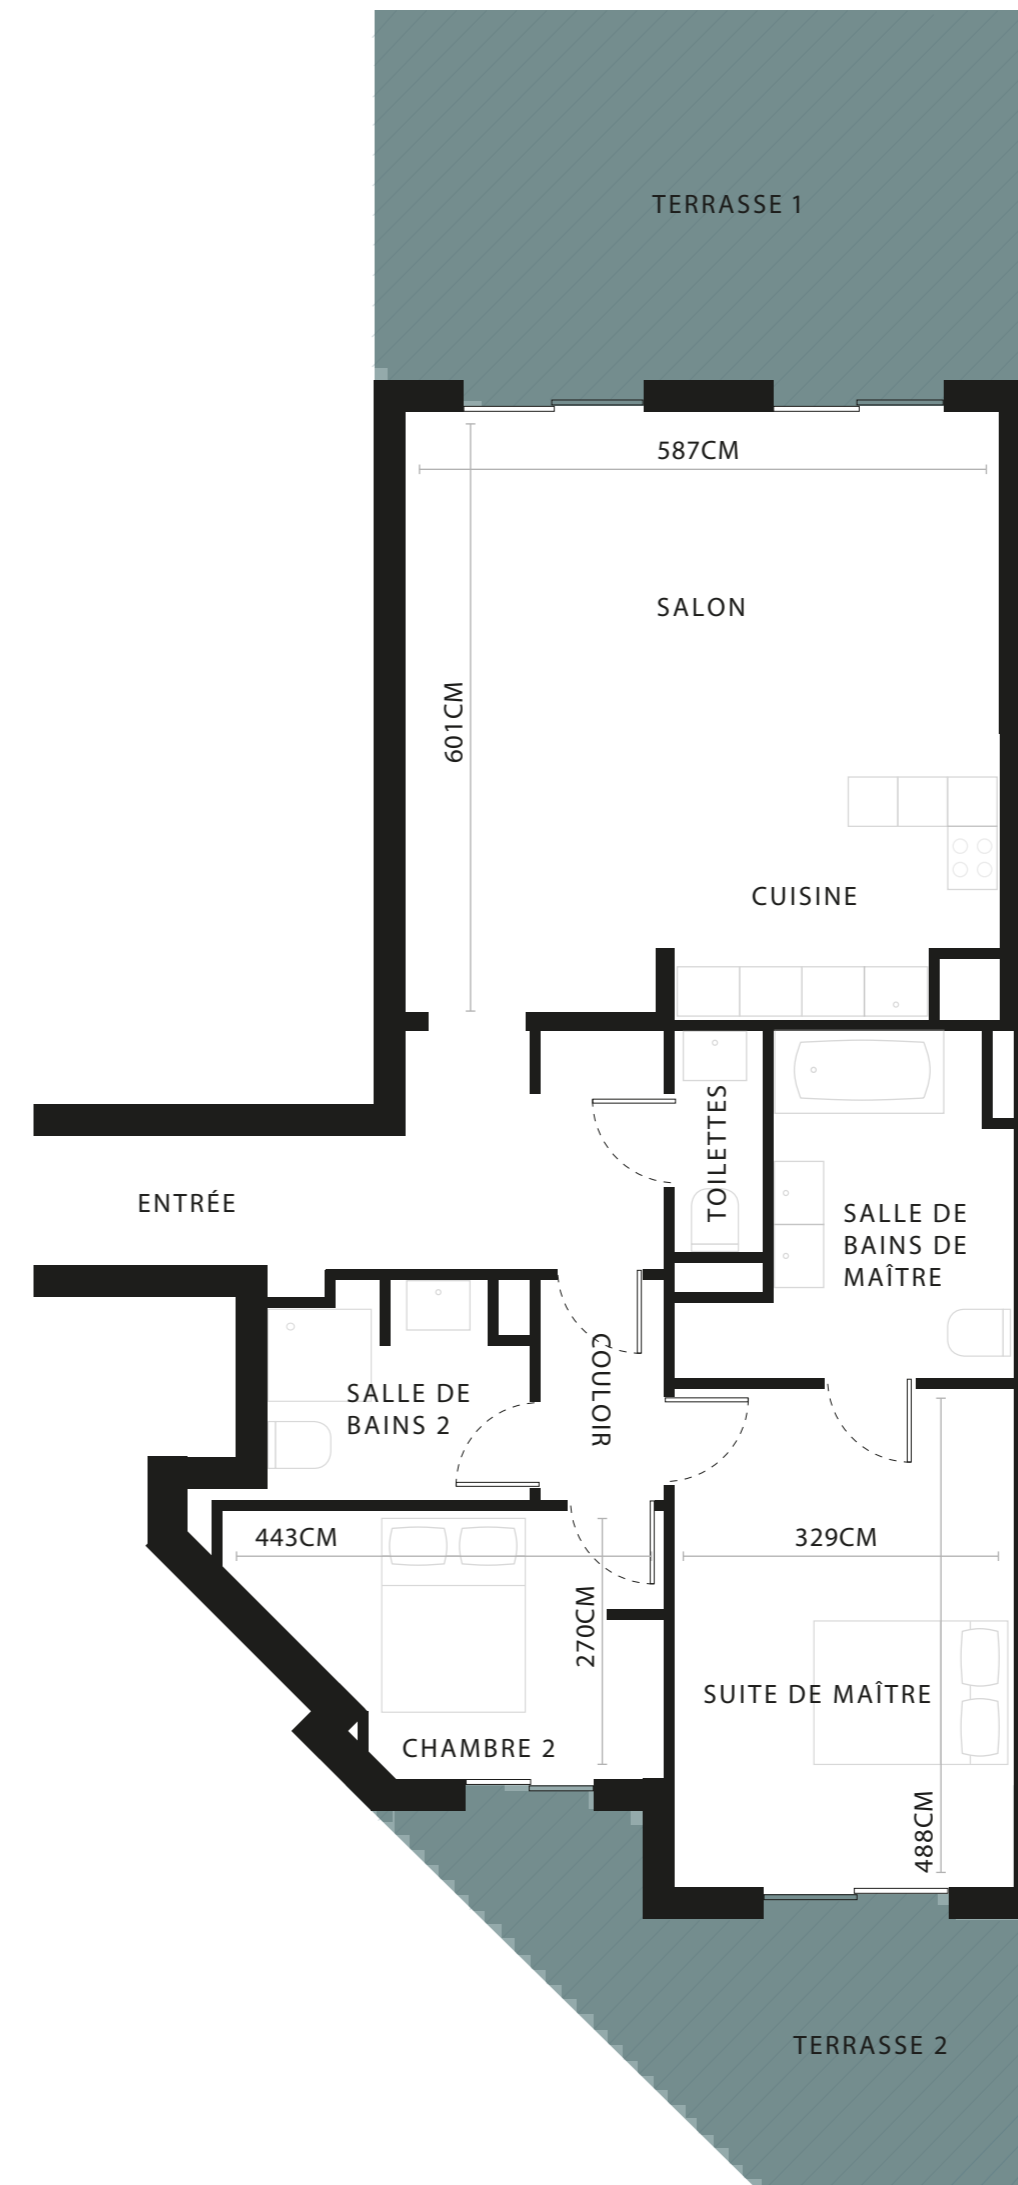 TERRASSE 1
587CM
SALON
601CM
CUISINE
TOILETTES
ENTRÉE
SALLE DE
BAINS DE
MAÎTRE
COULOIR
SALLE DE
BAINS 2
443CM
329CM
270CM
SUITE DE MAÎTRE
CHAMBRE 2
488CM
TERRASSE 2